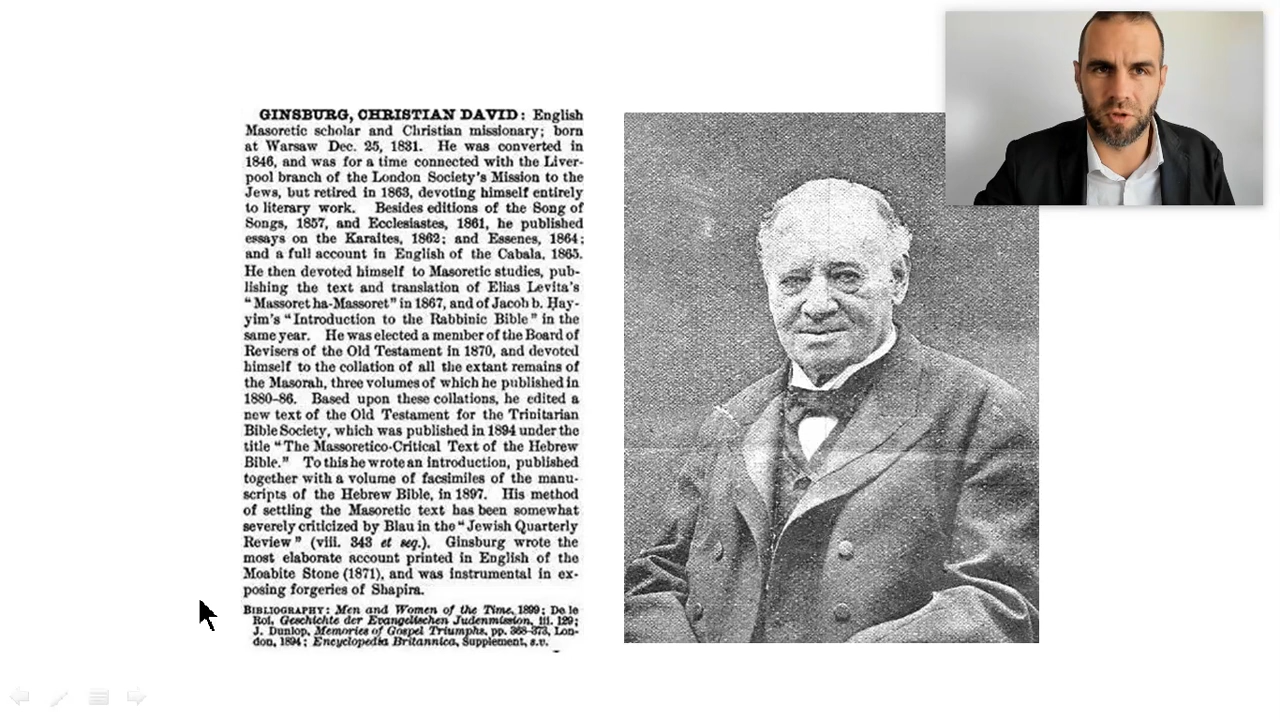 GINSBURG, CHRISTIAN DAVID: English
Masoretic scholar and Christian missionary; born
at Warsaw Dec. 25, 1831. He was converted in
1846, and was for a time connected with the Liver-
pool branch of the London Society's Mission to the
Jews, but retired in 1863, devoting himself entirely
to literary work. Besides editions of the Song of
Songs, 1857, and Ecclesiastes, 1861, he published
essays on the Karaites, 1862; and Essenes, 1864;
and a full account in English of the Cabala, 1865.
He then devoted himself to Masoretic studies, pub-
lishing the text and translation of Elias Levita's
"Massoret ha-Massoret" in 1867, and of Jacob b. Ḥay-
yim's "Introduction to the Rabbinic Bible" in the
same year. He was elected a member of the Board of
Revisers of the Old Testament in 1870, and devoted
himself to the collation of all the extant remains of
the Masorah, three volumes of which he published in
1880-86. Based upon these collations, he edited a
new text of the Old Testament for the Trinitarian
Bible Society, which was published in 1894 under the
title "The Massoretico-Critical Text of the Hebrew
Bible." To this he wrote an introduction, published
together with a volume of facsimiles of the manu-
scripts of the Hebrew Bible, in 1897. His method
of settling the Masoretic text has been somewhat
severely criticized by Blau in the "Jewish Quarterly
Review" (viii. 343 et seq.). Ginsburg wrote the
most elaborate account printed in English of the
Moabite Stone (1871), and was instrumental in ex-
posing forgeries of Shapira.
BIBLIOGRAPHY: Men and Women of the Time, 1899; De le
Roi, Geschichte der Evangelischen Judenmission, iii. 129;
J. Dunlop, Memories of Gospel Triumphs, pp. 368-373, Lon-
don, 1894; Encyclopedia Britannica, Supplement, s.v.